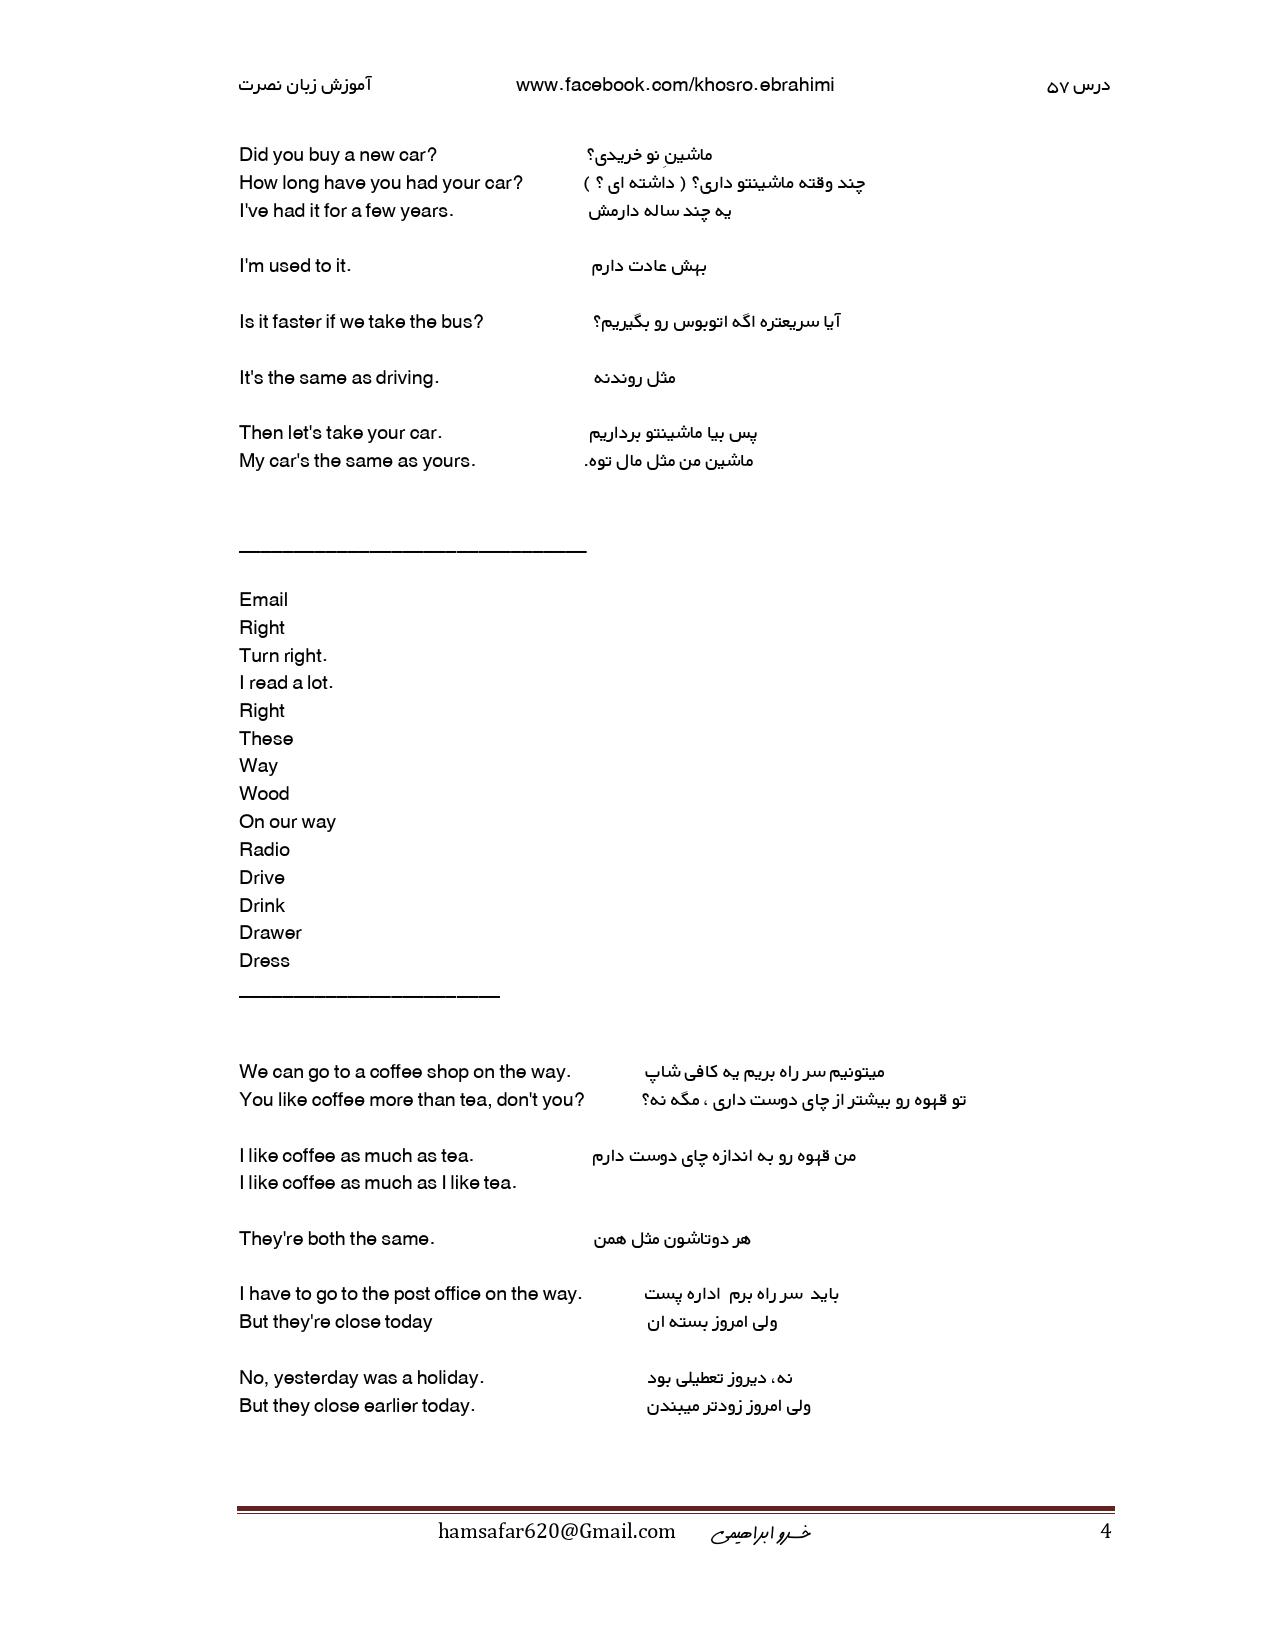 آموزش زبان نصرت www.facebook.com/khosro.ebrahimi درس ۵۷
Did you buy a new car? ماشینِ نو خریدی؟
How long have you had your car? چند وقته ماشینتو داری؟ ( داشته ای ؟ )
I've had it for a few years. یه چند ساله دارمش
I'm used to it. بهش عادت دارم
Is it faster if we take the bus? آیا سریعتره اگه اتوبوس رو بگیریم؟
It's the same as driving. مثل روندنه
Then let's take your car. پس بیا ماشینتو برداریم
My car's the same as yours. ماشین من مثل مال توه.
Email
Right
Turn right.
I read a lot.
Right
These
Way
Wood
On our way
Radio
Drive
Drink
Drawer
Dress
We can go to a coffee shop on the way. میتونیم سر راه بریم یه کافی شاپ
You like coffee more than tea, don't you? تو قهوه رو بیشتر از چای دوست داری ، مگه نه؟
I like coffee as much as tea. من قهوه رو به اندازه چای دوست دارم
I like coffee as much as I like tea.
They're both the same. هر دوتاشون مثل همن
I have to go to the post office on the way. باید سر راه برم اداره پست
But they're close today ولی امروز بسته ان
No, yesterday was a holiday. نه، دیروز تعطیلی بود
But they close earlier today. ولی امروز زودتر میبندن
hamsafar620@Gmail.com خسرو ابراهیمی 4